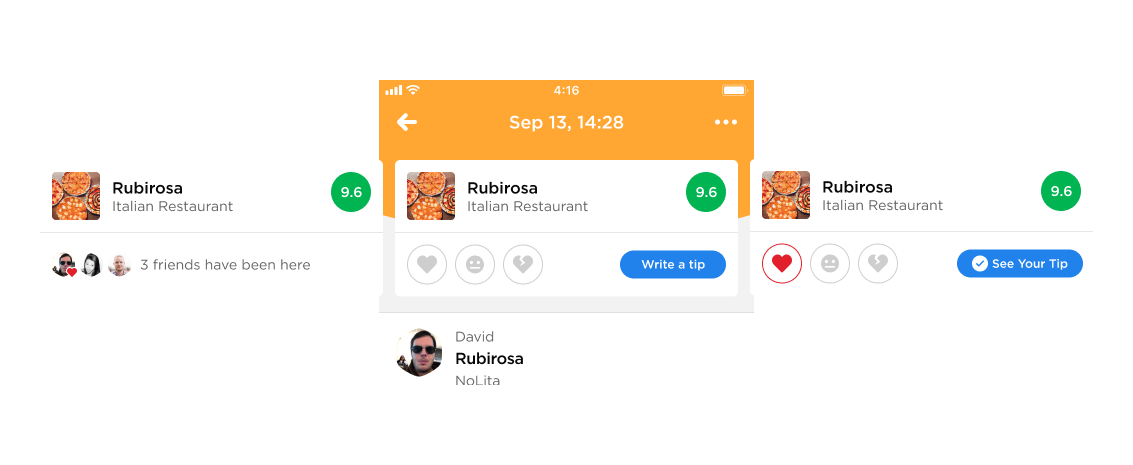 4:16
Sep 13, 14:28
Rubirosa
Italian Restaurant
9.6
3 friends have been here
Rubirosa
Italian Restaurant
9.6
Write a tip
David
Rubirosa
NoLita
Rubirosa
Italian Restaurant
9.6
See Your Tip